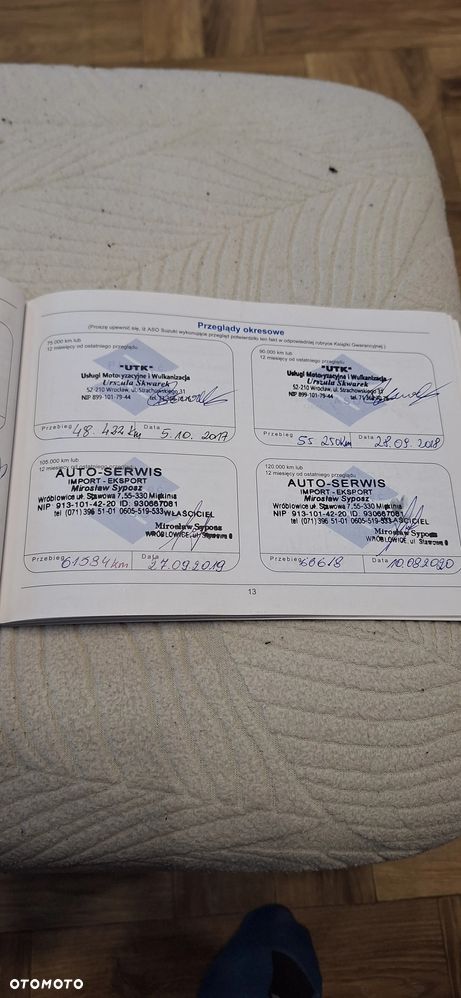 Przeglądy okresowe
(Proszę upewnić się, iż ASO Suzuki wykonujące przegląd potwierdziło ten fakt w odpowiedniej rubryce Książki Gwarancyjnej)
75 000 km lub
12 miesięcy od ostatniego przeglądu
"UTK"
Usługi Motoryzacyjne i Wulkanizacja
Urszula Skwarek
52-210 Wrocław, ul. Strachowskiego 31
NIP 899-101-79-44 tel.
Przebieg 48.422 km Data 5.10.2017
90 000 km lub
12 miesięcy od ostatniego przeglądu
"UTK"
Usługi Motoryzacyjne i Wulkanizacja
Urszula Skwarek
52-210 Wrocław, ul. Strachowskiego 31
NIP 899-101-79-44 tel.
Przebieg 55 250km Data 28.09.2018
105 000 km lub
12 miesięcy od ostatniego przeglądu
AUTO-SERWIS
IMPORT - EKSPORT
Mirosław Syposz
Wróblowice ul. Stawowa 7, 55-330 Miękinia
NIP 913-101-42-20 ID: 930667081
tel (071) 396 51-01 0605-519-533
WŁAŚCICIEL
Mirosław Syposz
WRÓBLOWICE, ul. Stawowa
Przebieg 61584km Data 27.09.2019
120 000 km lub
12 miesięcy od ostatniego przeglądu
AUTO-SERWIS
IMPORT - EKSPORT
Mirosław Syposz
Wróblowice ul. Stawowa 7, 55-330 Miękinia
NIP 913-101-42-20 ID: 930667081
tel (071) 396 51-01 0605-519-533
Mirosław Syposz
WRÓBLOWICE, ul. Stawowa
Przebieg 66618 Data 10.08.2020
13
OTOMOTO